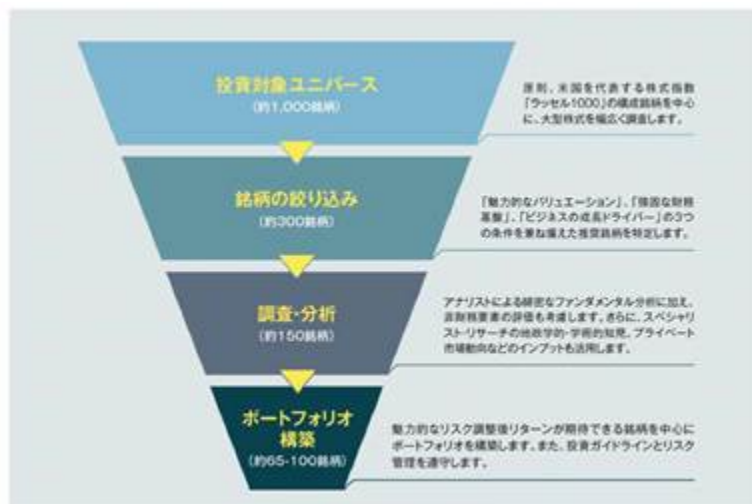 投資対象ユニバース
(約1,000銘柄)
原則、米国を代表する株式指数
「ラッセル1000」の構成銘柄を中心
に、大型株式を幅広く調査します。
銘柄の絞り込み
(約300銘柄)
「魅力的なバリュエーション」、「強固な財務
基盤」、「ビジネスの成長ドライバー」の3つ
の条件を兼ね備えた推奨銘柄を特定します。
調査・分析
(約150銘柄)
アナリストによる綿密なファンダメンタル分析に加え、
非財務要素の評価も考慮します。さらに、スペシャリ
スト・リサーチの地政学的・学術的知見、プライベート
市場動向などのインプットも活用します。
ポートフォリオ
構築
(約65-100銘柄)
魅力的なリスク調整後リターンが期待できる銘柄を中心に
ポートフォリオを構築します。また、投資ガイドラインとリスク
管理を遵守します。